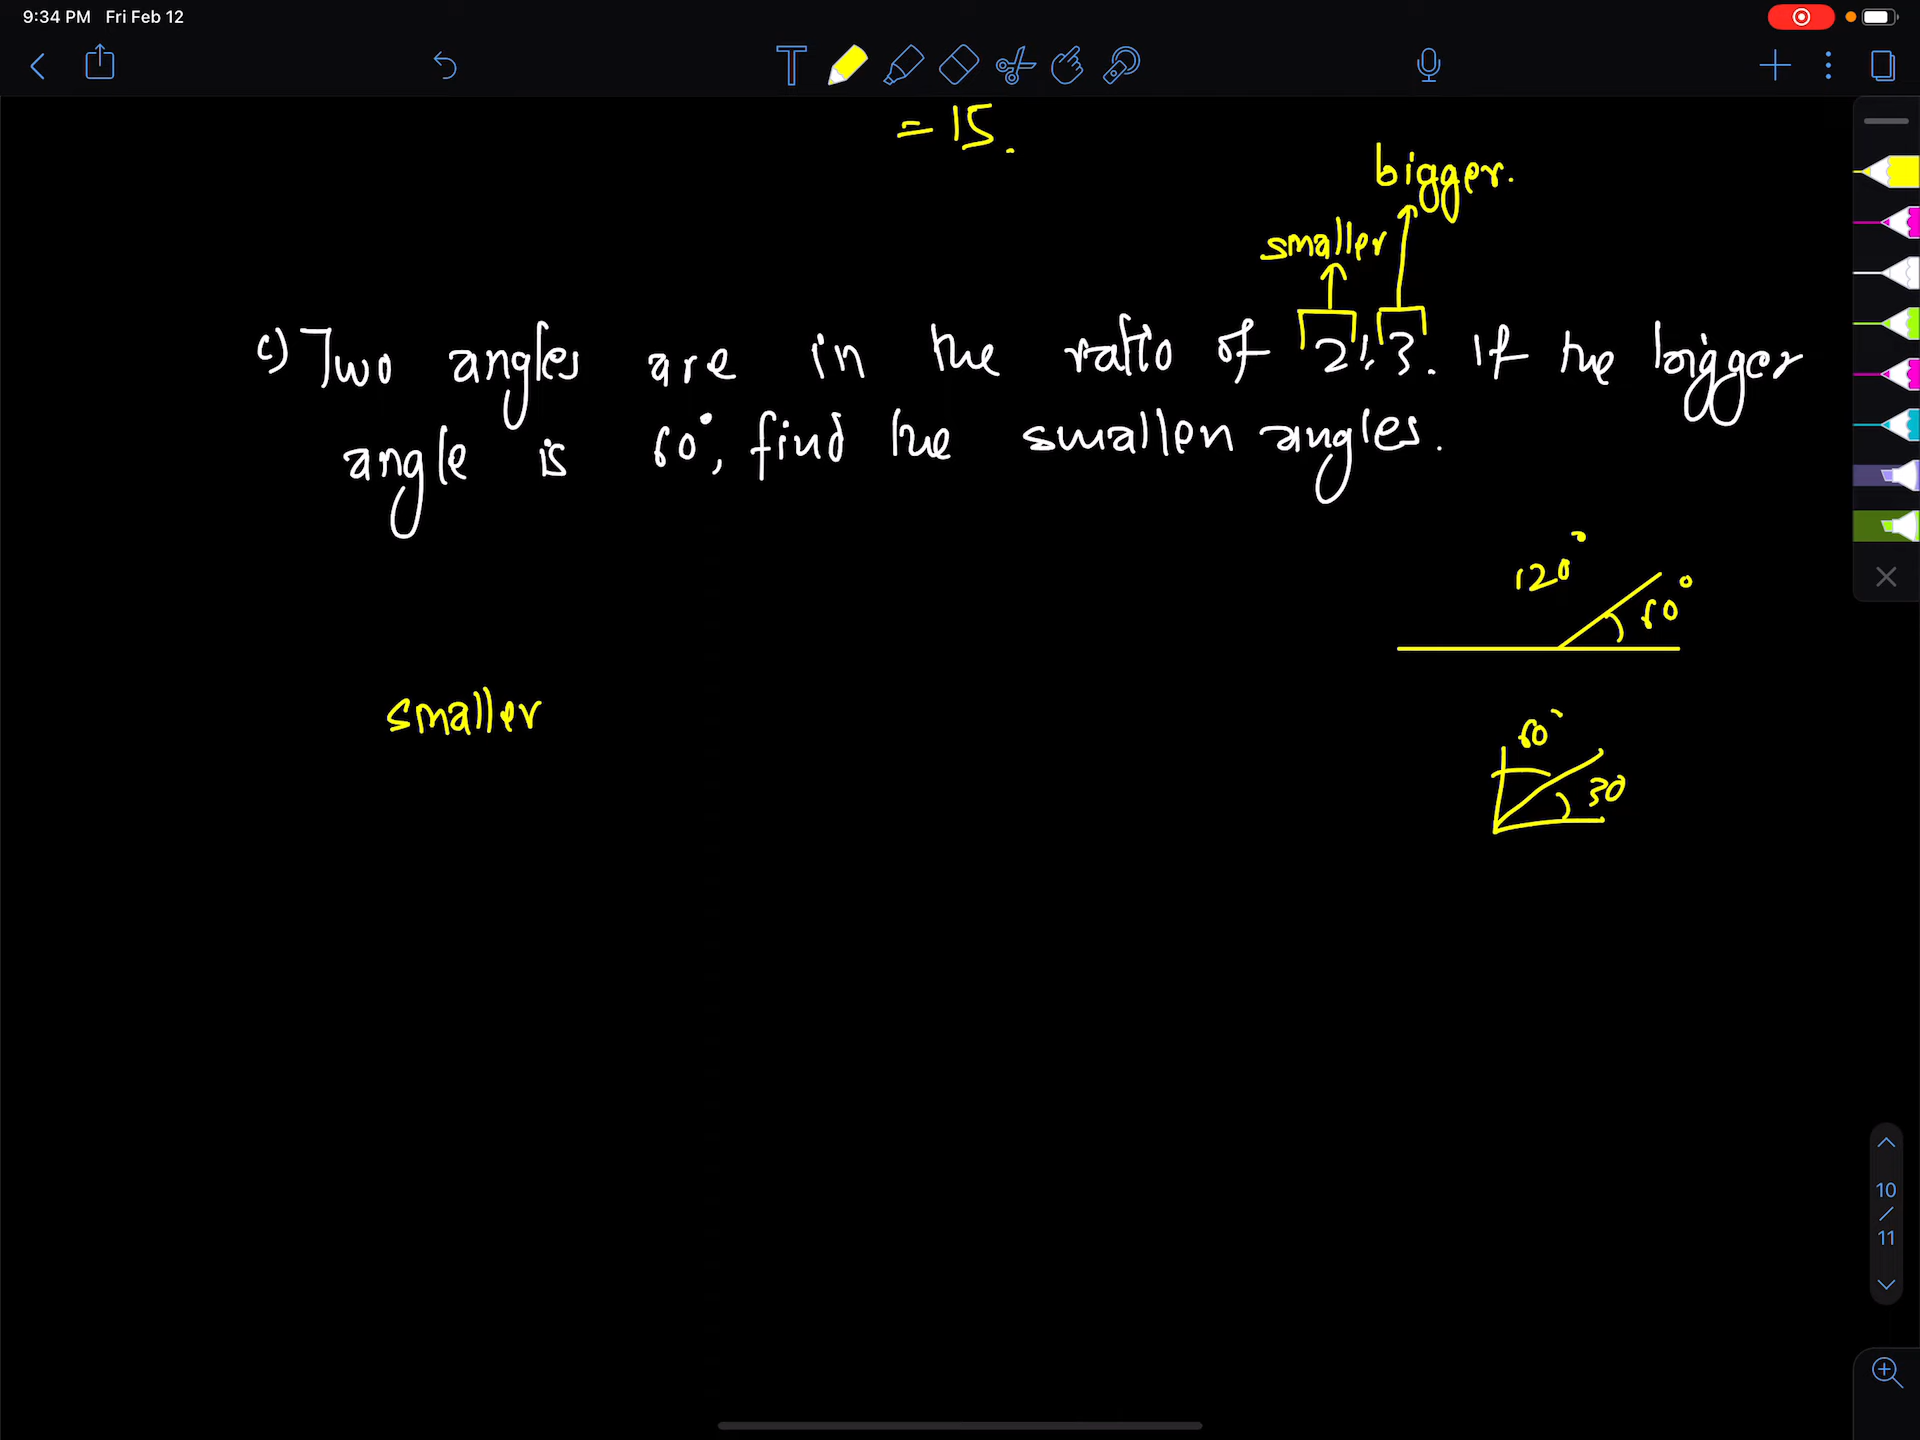 9:34 PM Fri Feb 12
= 15.
bigger.
smaller
c) Two angles are in the ratio of 2:3. If the bigger
angle is 60°, find the smaller angles.
120°
60°
smaller
60°
30
10
/
11